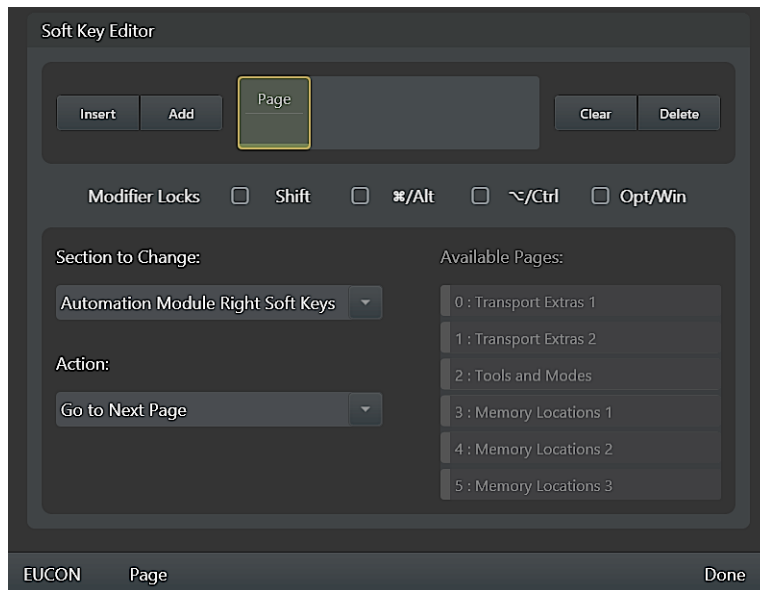 Soft Key Editor
Insert Add Page Clear Delete
Modifier Locks Shift ⌘/Alt ⌥/Ctrl Opt/Win
Section to Change:
Automation Module Right Soft Keys
Action:
Go to Next Page
Available Pages:
0 : Transport Extras 1
1 : Transport Extras 2
2 : Tools and Modes
3 : Memory Locations 1
4 : Memory Locations 2
5 : Memory Locations 3
EUCON Page Done